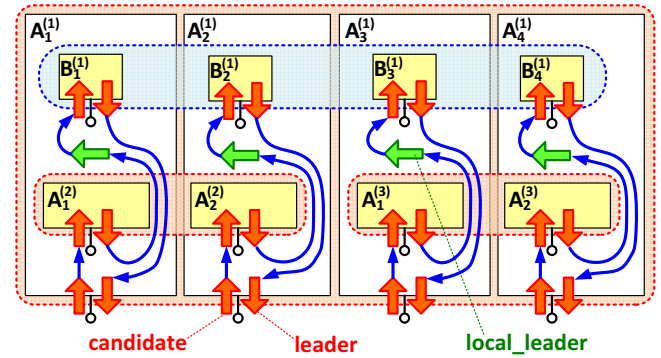 A₁⁽¹⁾ A₂⁽¹⁾ A₃⁽¹⁾ A₄⁽¹⁾
B₁⁽¹⁾ B₂⁽¹⁾ B₃⁽¹⁾ B₄⁽¹⁾
A₁⁽²⁾ A₂⁽²⁾ A₁⁽³⁾ A₂⁽³⁾
candidate leader local_leader